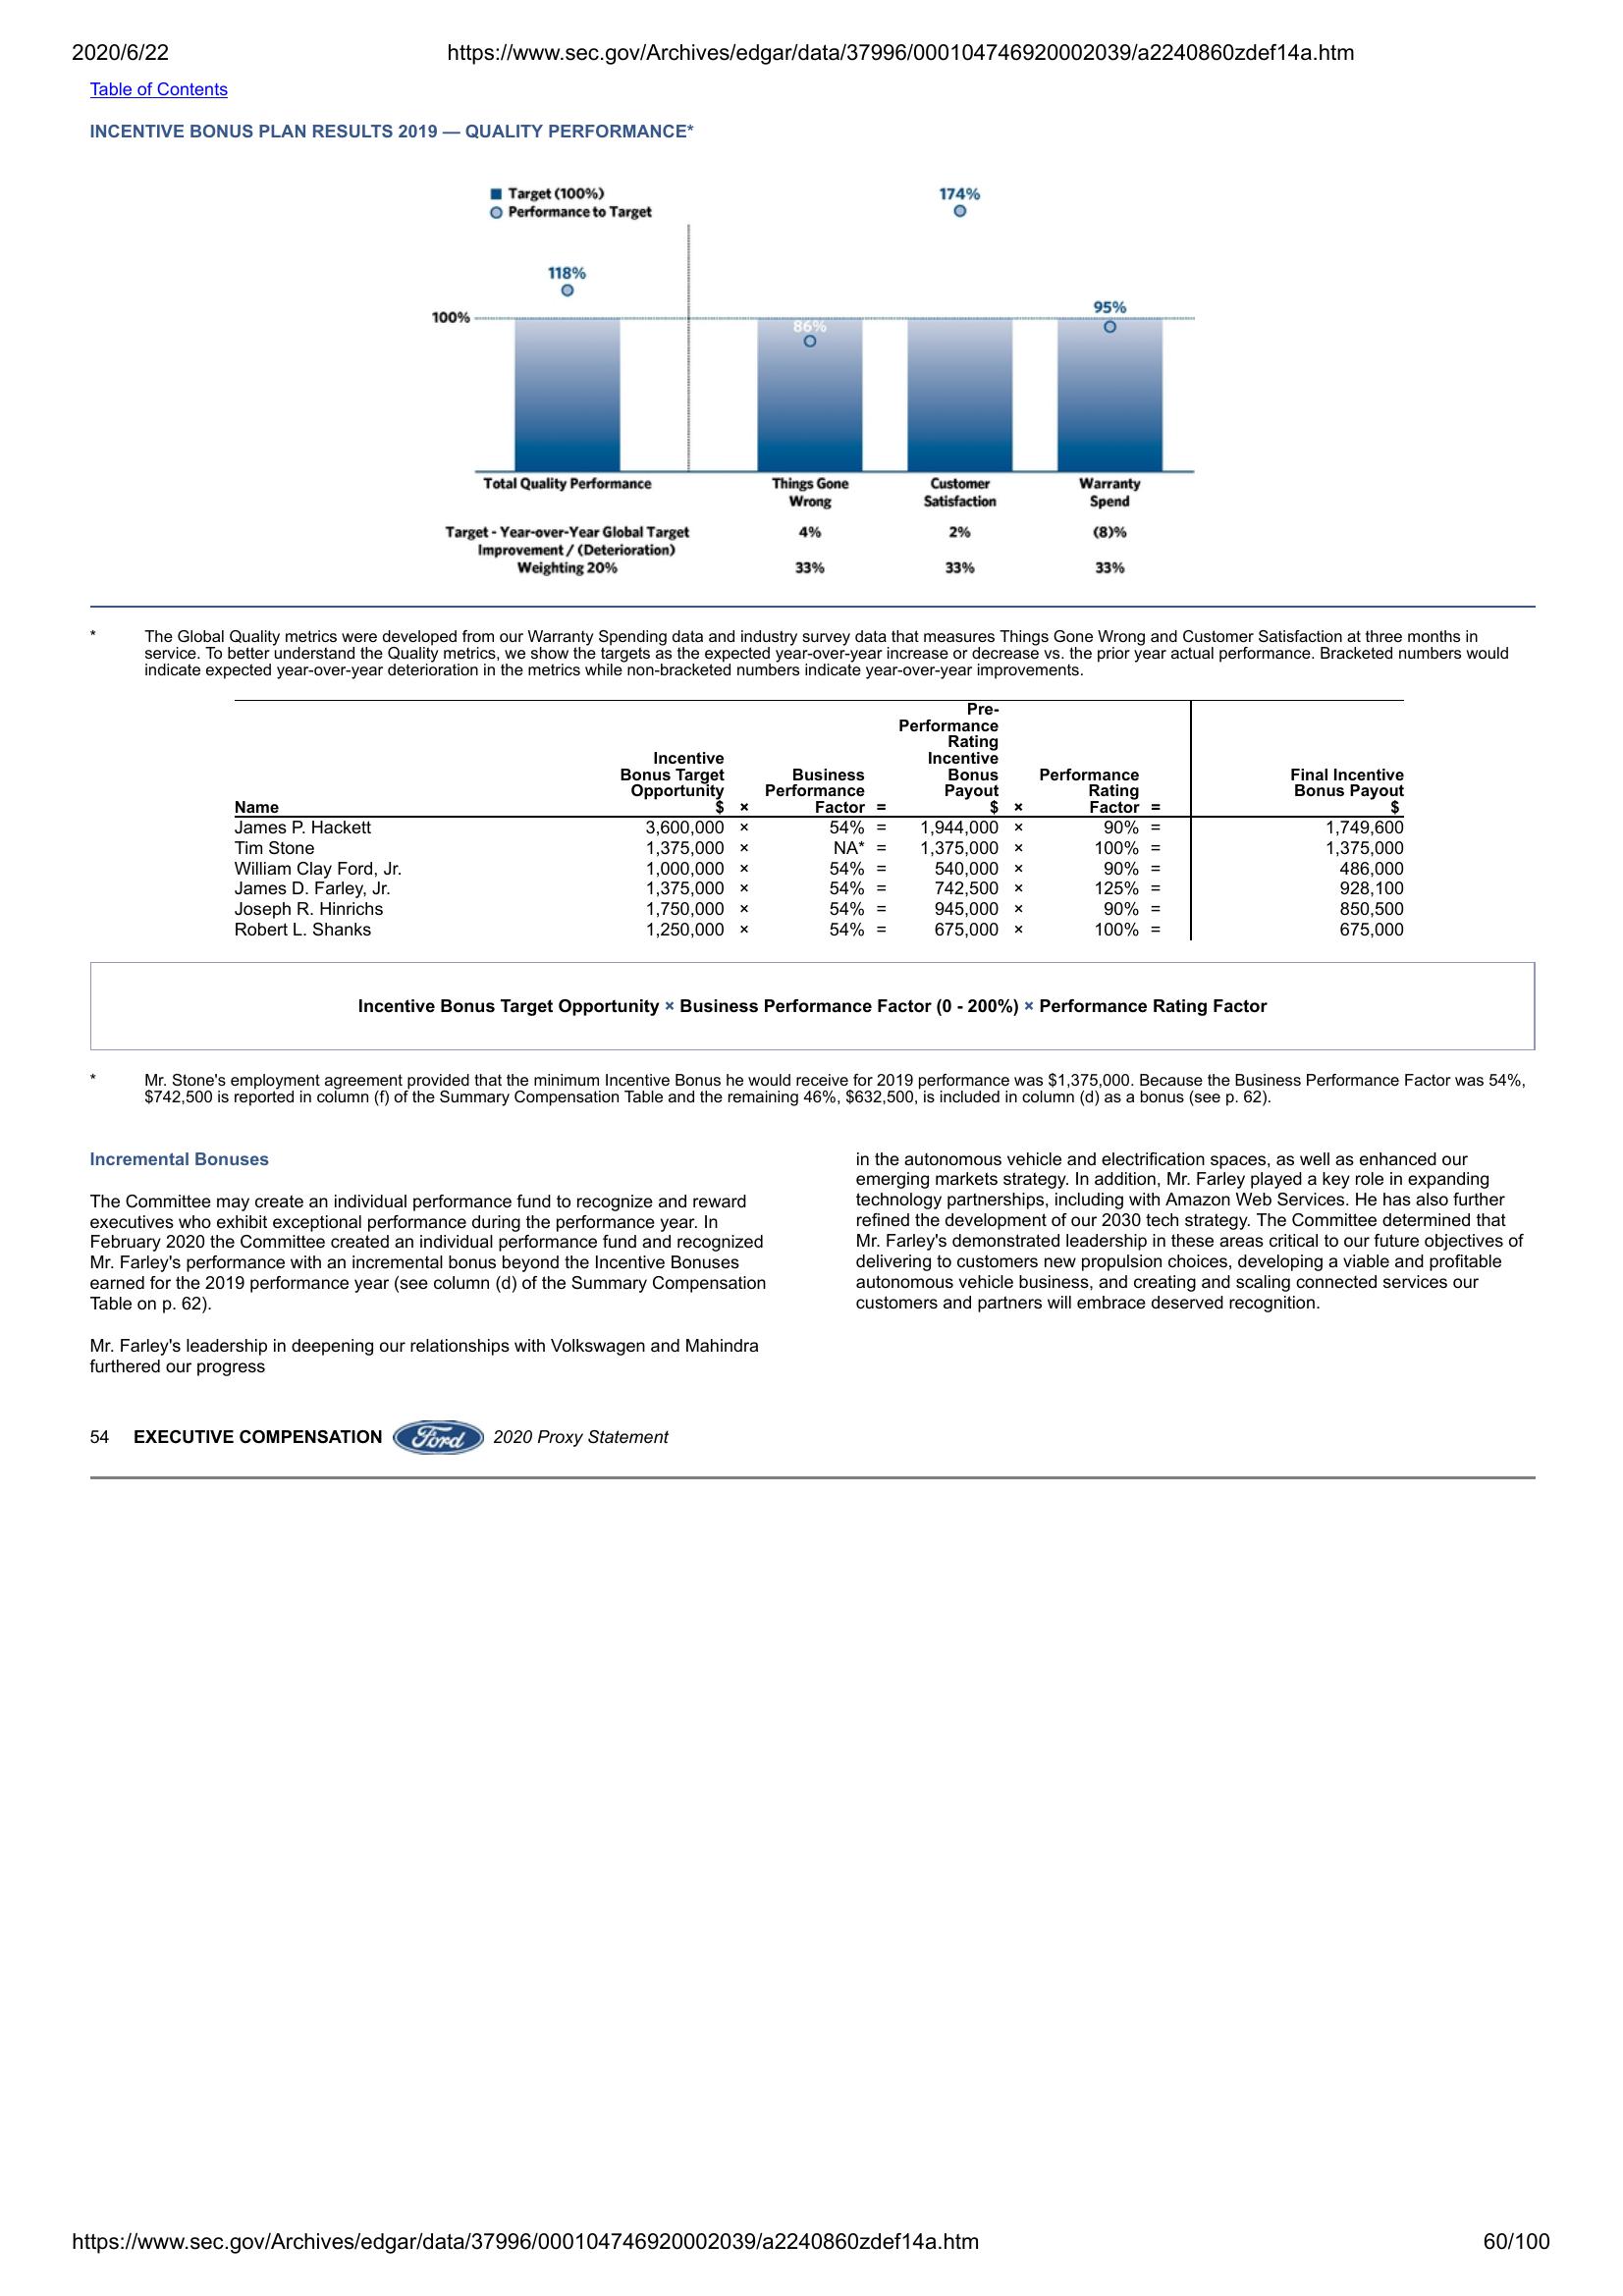 2020/6/22 https://www.sec.gov/Archives/edgar/data/37996/000104746920002039/a2240860zdef14a.htm
Table of Contents
INCENTIVE BONUS PLAN RESULTS 2019 — QUALITY PERFORMANCE*
Target (100%)
Performance to Target
174%
118%
95%
100%
86%
Total Quality Performance Things Gone Wrong Customer Satisfaction Warranty Spend
Target - Year-over-Year Global Target Improvement / (Deterioration) 4% 2% (8)%
Weighting 20% 33% 33% 33%
* The Global Quality metrics were developed from our Warranty Spending data and industry survey data that measures Things Gone Wrong and Customer Satisfaction at three months in
service. To better understand the Quality metrics, we show the targets as the expected year-over-year increase or decrease vs. the prior year actual performance. Bracketed numbers would
indicate expected year-over-year deterioration in the metrics while non-bracketed numbers indicate year-over-year improvements.
Name Incentive Bonus Target Opportunity $ × Business Performance Factor = Pre-Performance Rating Incentive Bonus Payout $ × Performance Rating Factor = Final Incentive Bonus Payout $
James P. Hackett 3,600,000 × 54% = 1,944,000 × 90% = 1,749,600
Tim Stone 1,375,000 × NA* = 1,375,000 × 100% = 1,375,000
William Clay Ford, Jr. 1,000,000 × 54% = 540,000 × 90% = 486,000
James D. Farley, Jr. 1,375,000 × 54% = 742,500 × 125% = 928,100
Joseph R. Hinrichs 1,750,000 × 54% = 945,000 × 90% = 850,500
Robert L. Shanks 1,250,000 × 54% = 675,000 × 100% = 675,000
Incentive Bonus Target Opportunity × Business Performance Factor (0 - 200%) × Performance Rating Factor
* Mr. Stone's employment agreement provided that the minimum Incentive Bonus he would receive for 2019 performance was $1,375,000. Because the Business Performance Factor was 54%,
$742,500 is reported in column (f) of the Summary Compensation Table and the remaining 46%, $632,500, is included in column (d) as a bonus (see p. 62).
Incremental Bonuses
The Committee may create an individual performance fund to recognize and reward
executives who exhibit exceptional performance during the performance year. In
February 2020 the Committee created an individual performance fund and recognized
Mr. Farley's performance with an incremental bonus beyond the Incentive Bonuses
earned for the 2019 performance year (see column (d) of the Summary Compensation
Table on p. 62).
Mr. Farley's leadership in deepening our relationships with Volkswagen and Mahindra
furthered our progress
in the autonomous vehicle and electrification spaces, as well as enhanced our
emerging markets strategy. In addition, Mr. Farley played a key role in expanding
technology partnerships, including with Amazon Web Services. He has also further
refined the development of our 2030 tech strategy. The Committee determined that
Mr. Farley's demonstrated leadership in these areas critical to our future objectives of
delivering to customers new propulsion choices, developing a viable and profitable
autonomous vehicle business, and creating and scaling connected services our
customers and partners will embrace deserved recognition.
54 EXECUTIVE COMPENSATION Ford 2020 Proxy Statement
https://www.sec.gov/Archives/edgar/data/37996/000104746920002039/a2240860zdef14a.htm 60/100